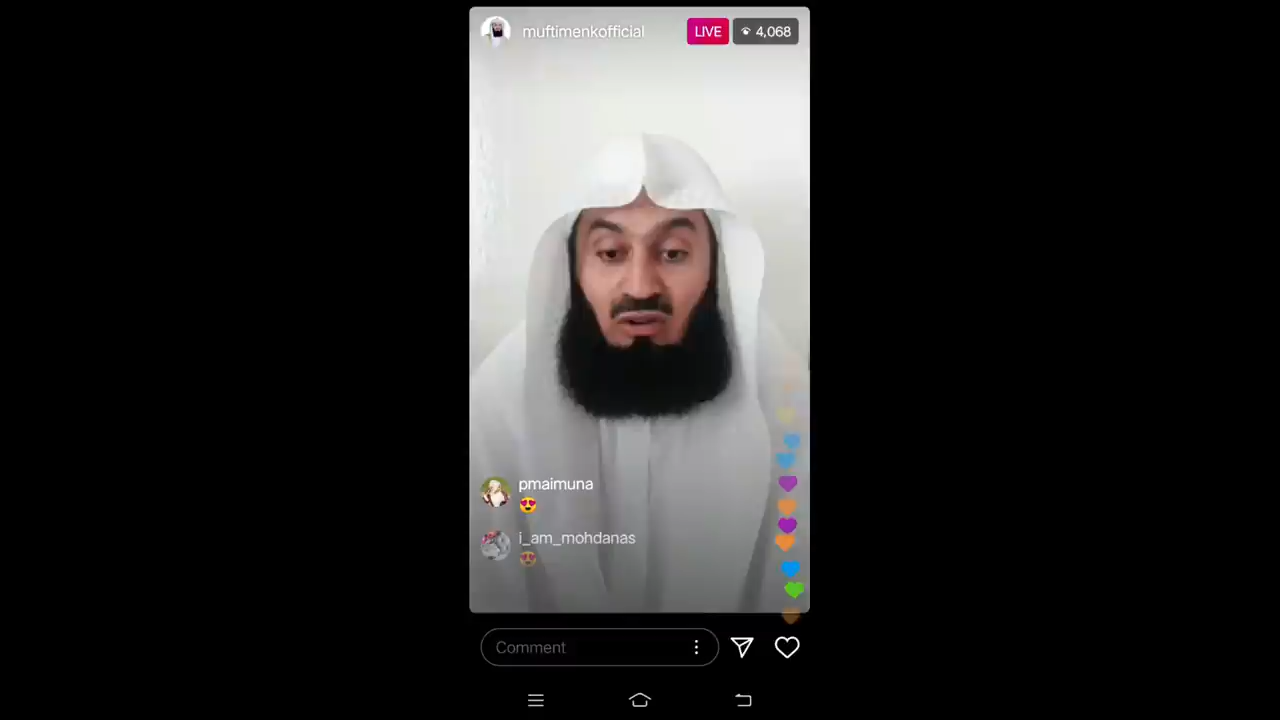 muftimenkofficial
LIVE
4,068
pmaimuna
😍
i_am_mohdanas
😍
Comment